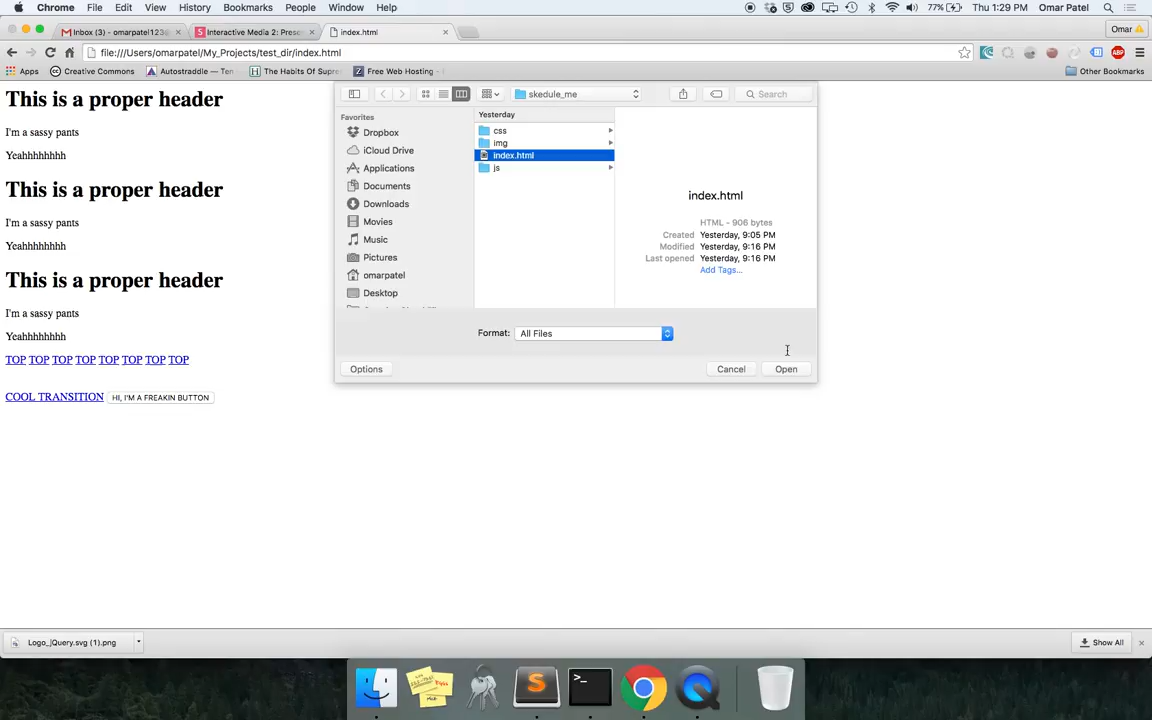 Chrome File Edit View History Bookmarks People Window Help 77% Thu 1:29 PM Omar Patel
Inbox (3) - omarpatel123@ Interactive Media 2: Prese index.html Omar
file:///Users/omarpatel/My_Projects/test_dir/index.html
Apps Creative Commons Autostraddle — Ten The Habits Of Supre Free Web Hosting - Other Bookmarks
This is a proper header
I'm a sassy pants
Yeahhhhhhhh
This is a proper header
I'm a sassy pants
Yeahhhhhhhh
This is a proper header
I'm a sassy pants
Yeahhhhhhhh
TOP TOP TOP TOP TOP TOP TOP TOP
COOL TRANSITION HI, I'M A FREAKIN BUTTON
skedule_me Search
Favorites
Dropbox
iCloud Drive
Applications
Documents
Downloads
Movies
Music
Pictures
omarpatel
Desktop
Yesterday
css
img
index.html
js
index.html
HTML - 906 bytes
Created Yesterday, 9:05 PM
Modified Yesterday, 9:16 PM
Last opened Yesterday, 9:16 PM
Add Tags...
Format: All Files
Options Cancel Open
Logo_jQuery.svg (1).png Show All